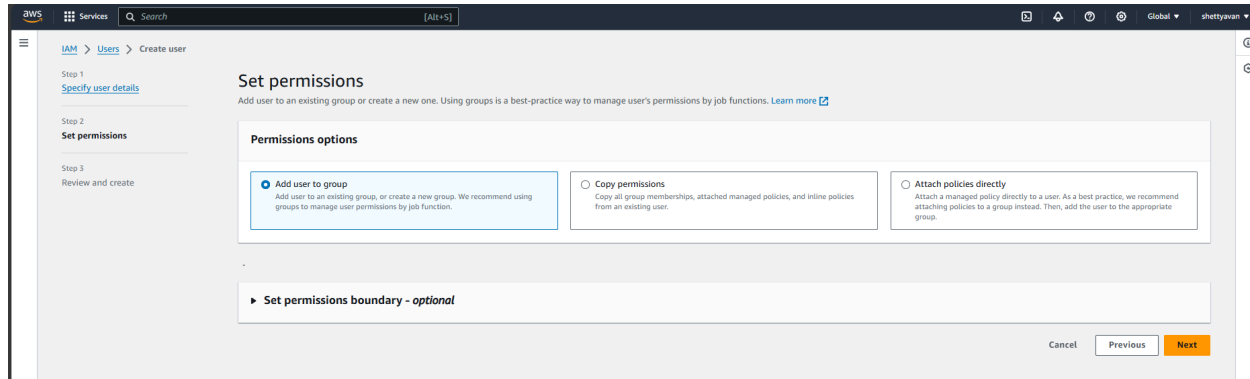 aws Services Search [Alt+S] Global shettyavan
IAM > Users > Create user
Step 1
Specify user details
Step 2
Set permissions
Step 3
Review and create
Set permissions
Add user to an existing group or create a new one. Using groups is a best-practice way to manage user's permissions by job functions. Learn more
Permissions options
Add user to group
Add user to an existing group, or create a new group. We recommend using
groups to manage user permissions by job function.
Copy permissions
Copy all group memberships, attached managed policies, and inline policies
from an existing user.
Attach policies directly
Attach a managed policy directly to a user. As a best practice, we recommend
attaching policies to a group instead. Then, add the user to the appropriate
group.
-
Set permissions boundary - optional
Cancel Previous Next